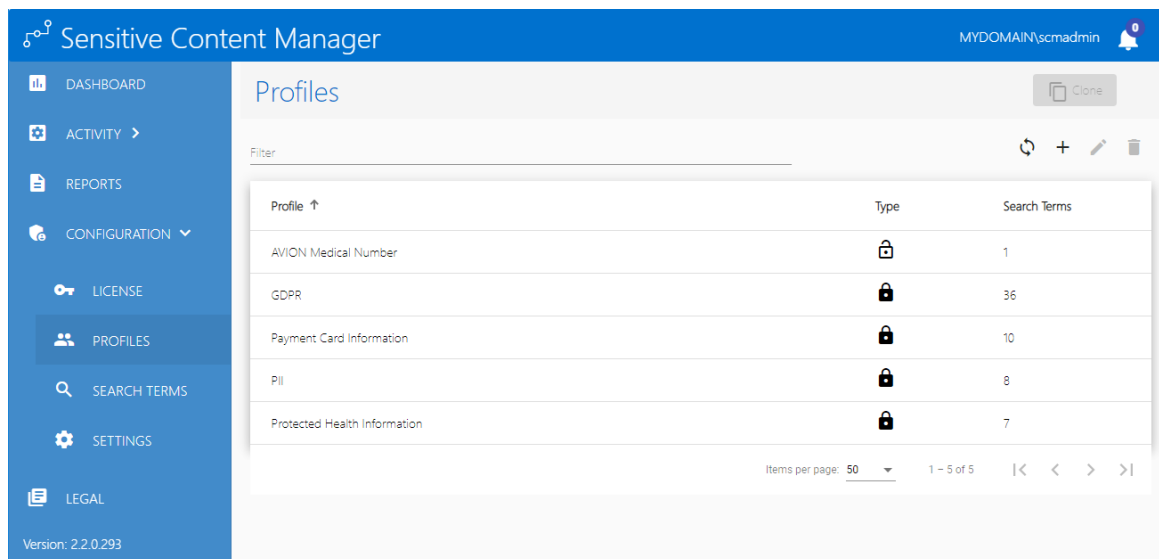 Sensitive Content Manager
MYDOMAIN\scmadmin
0
DASHBOARD
ACTIVITY
REPORTS
CONFIGURATION
LICENSE
PROFILES
SEARCH TERMS
SETTINGS
LEGAL
Version: 2.2.0.293
Profiles
Clone
Filter
Profile Type Search Terms
AVION Medical Number 1
GDPR 36
Payment Card Information 10
PII 8
Protected Health Information 7
Items per page: 50 1 – 5 of 5